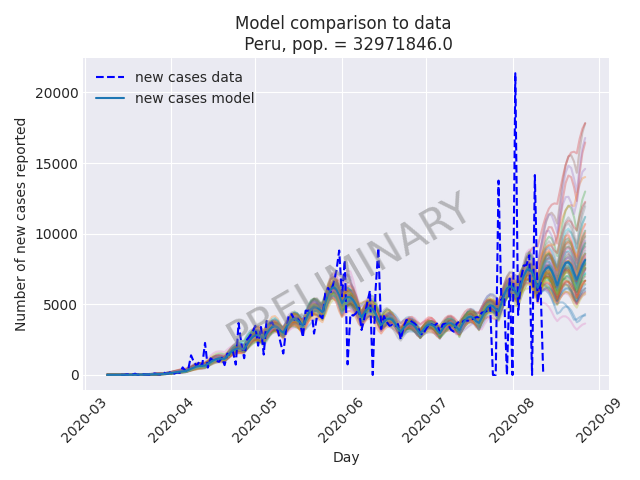 Model comparison to data
Peru, pop. = 32971846.0
new cases data
new cases model
Number of new cases reported
20000
15000
10000
5000
0
PRELIMINARY
2020-03
2020-04
2020-05
2020-06
2020-07
2020-08
2020-09
Day